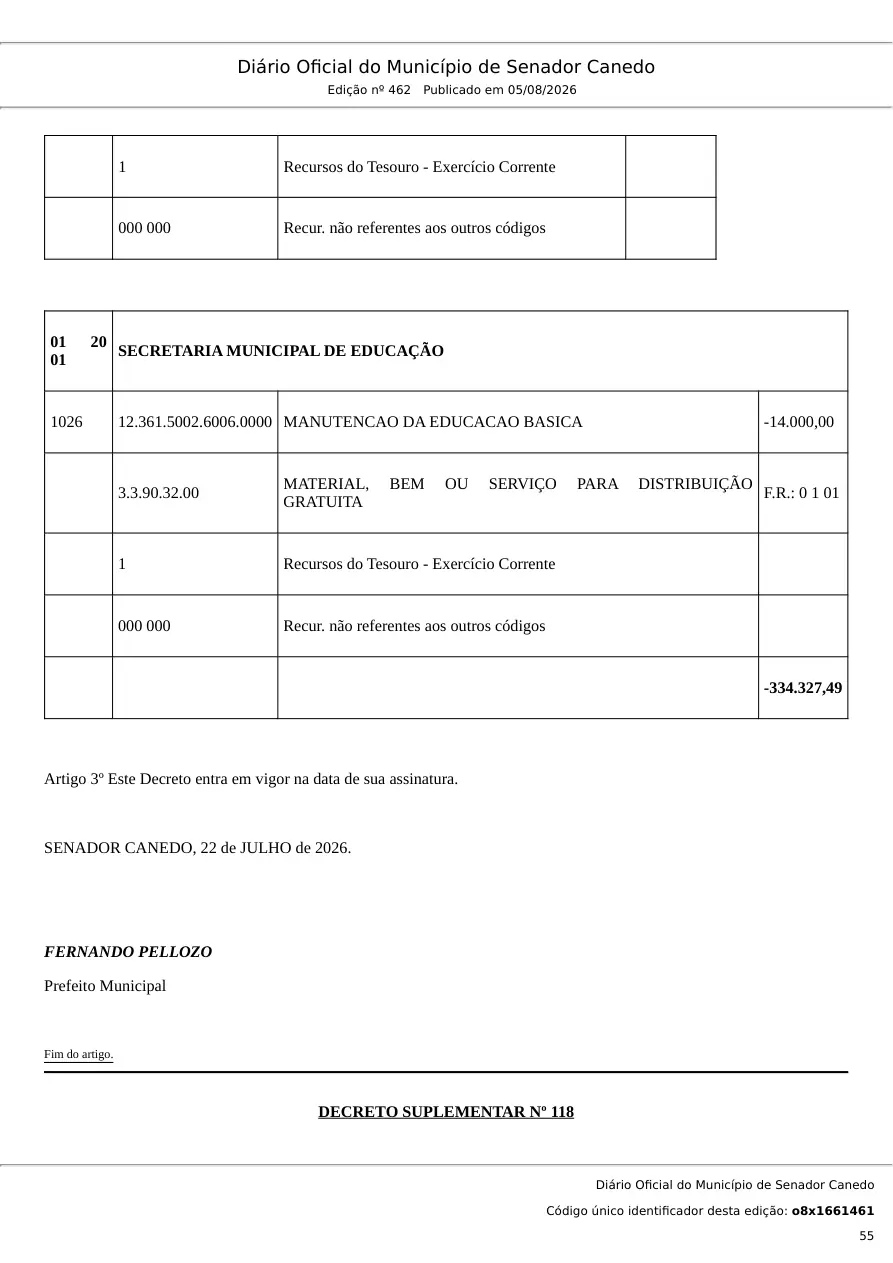 Diário Oficial do Município de Senador Canedo
Edição nº 462 Publicado em 05/08/2026
1 Recursos do Tesouro - Exercício Corrente
000 000 Recur. não referentes aos outros códigos
01 20
01
SECRETARIA MUNICIPAL DE EDUCAÇÃO
1026 12.361.5002.6006.0000 MANUTENCAO DA EDUCACAO BASICA -14.000,00
3.3.90.32.00
MATERIAL, BEM OU SERVIÇO PARA DISTRIBUIÇÃO
GRATUITA
F.R.: 0 1 01
1 Recursos do Tesouro - Exercício Corrente
000 000 Recur. não referentes aos outros códigos
-334.327,49
Artigo 3º Este Decreto entra em vigor na data de sua assinatura.
SENADOR CANEDO, 22 de JULHO de 2026.
FERNANDO PELLOZO
Prefeito Municipal
Fim do artigo.
DECRETO SUPLEMENTAR Nº 118
Diário Oficial do Município de Senador Canedo
Código único identificador desta edição: o8x1661461
55